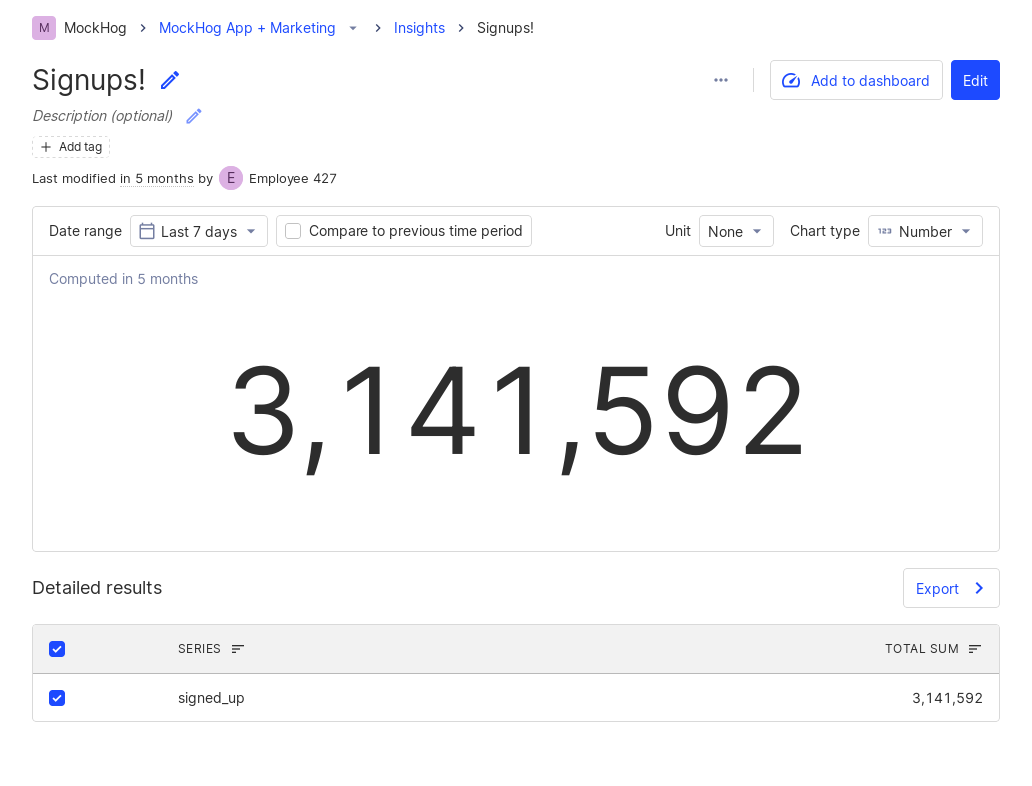 M MockHog MockHog App + Marketing Insights Signups!
Signups!
Add to dashboard Edit
Description (optional)
Add tag
Last modified in 5 months by E Employee 427
Date range Last 7 days Compare to previous time period Unit None Chart type 123 Number
Computed in 5 months
3,141,592
Detailed results
Export
SERIES TOTAL SUM
signed_up 3,141,592